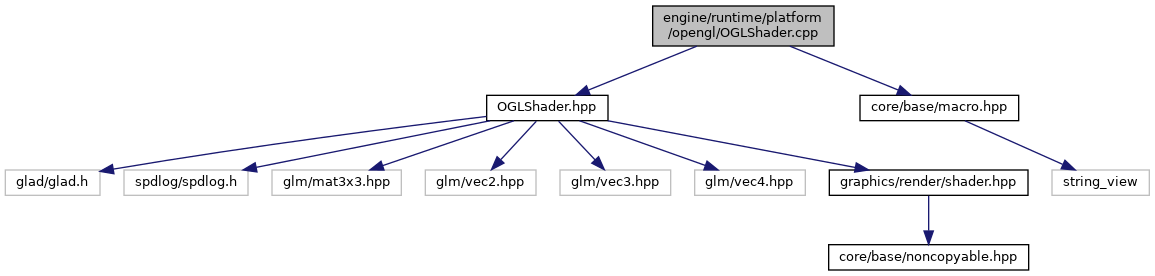 engine/runtime/platform
/opengl/OGLShader.cpp
OGLShader.hpp
core/base/macro.hpp
glad/glad.h
spdlog/spdlog.h
glm/mat3x3.hpp
glm/vec2.hpp
glm/vec3.hpp
glm/vec4.hpp
graphics/render/shader.hpp
string_view
core/base/noncopyable.hpp